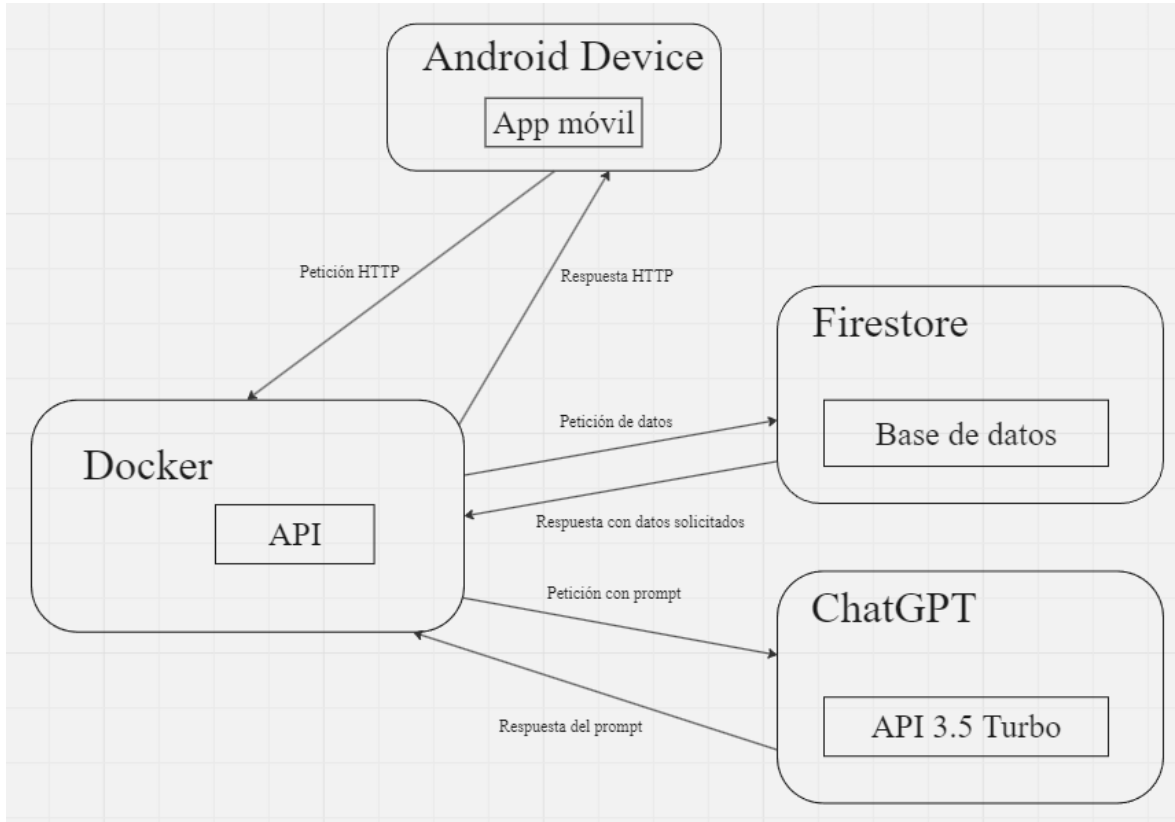 Android Device
App móvil
Petición HTTP
Respuesta HTTP
Firestore
Base de datos
Petición de datos
Docker
API
Respuesta con datos solicitados
Petición con prompt
ChatGPT
API 3.5 Turbo
Respuesta del prompt